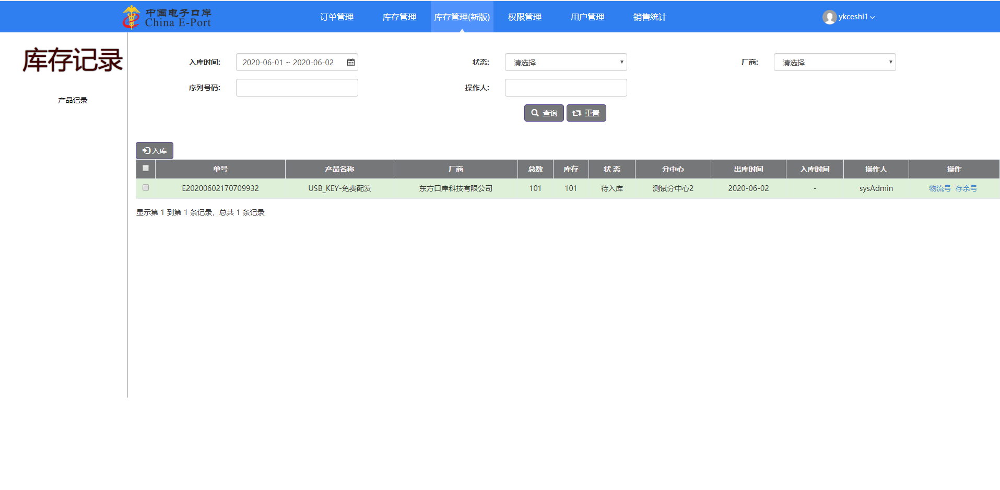 中国电子口岸
China E-Port
订单管理 库存管理 库存管理(新版) 权限管理 用户管理 销售统计 ykceshi1
库存记录
产品记录
入库时间: 2020-06-01 ~ 2020-06-02 状态: 请选择 厂商: 请选择
序列号码: 操作人:
查询 重置
入库
单号 产品名称 厂商 总数 库存 状 态 分中心 出库时间 入库时间 操作人 操作
E20200602170709932 USB_KEY-免费配发 东方口岸科技有限公司 101 101 待入库 测试分中心2 2020-06-02 - sysAdmin 物流号 存余号
显示第 1 到第 1 条记录，总共 1 条记录